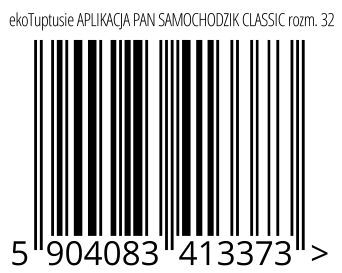 ekoTuptusie APLIKACJA PAN SAMOCHODZIK CLASSIC rozm. 32
5 904083 413373 >